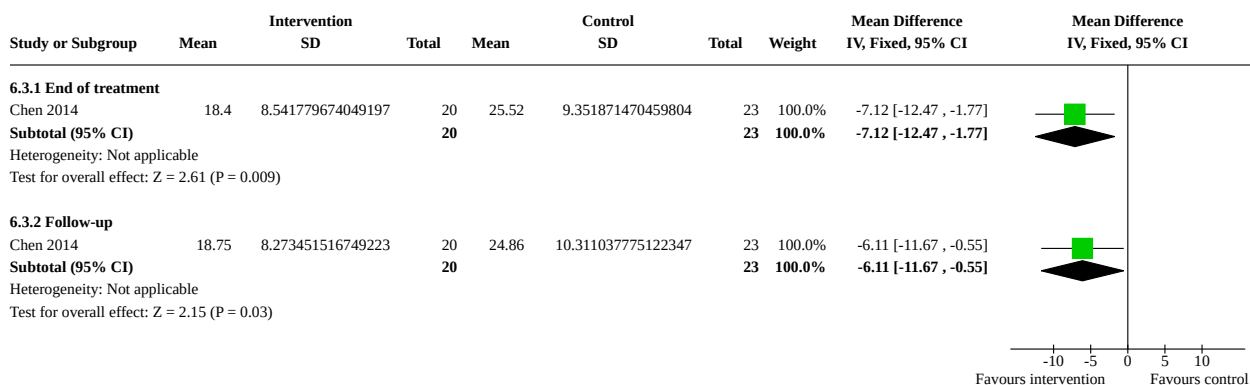 Intervention Control Mean Difference Mean Difference
Study or Subgroup Mean SD Total Mean SD Total Weight IV, Fixed, 95% CI IV, Fixed, 95% CI
6.3.1 End of treatment
Chen 2014 18.4 8.541779674049197 20 25.52 9.351871470459804 23 100.0% -7.12 [-12.47 , -1.77]
Subtotal (95% CI) 20 23 100.0% -7.12 [-12.47 , -1.77]
Heterogeneity: Not applicable
Test for overall effect: Z = 2.61 (P = 0.009)
6.3.2 Follow-up
Chen 2014 18.75 8.273451516749223 20 24.86 10.311037775122347 23 100.0% -6.11 [-11.67 , -0.55]
Subtotal (95% CI) 20 23 100.0% -6.11 [-11.67 , -0.55]
Heterogeneity: Not applicable
Test for overall effect: Z = 2.15 (P = 0.03)
-10 -5 0 5 10
Favours intervention Favours control